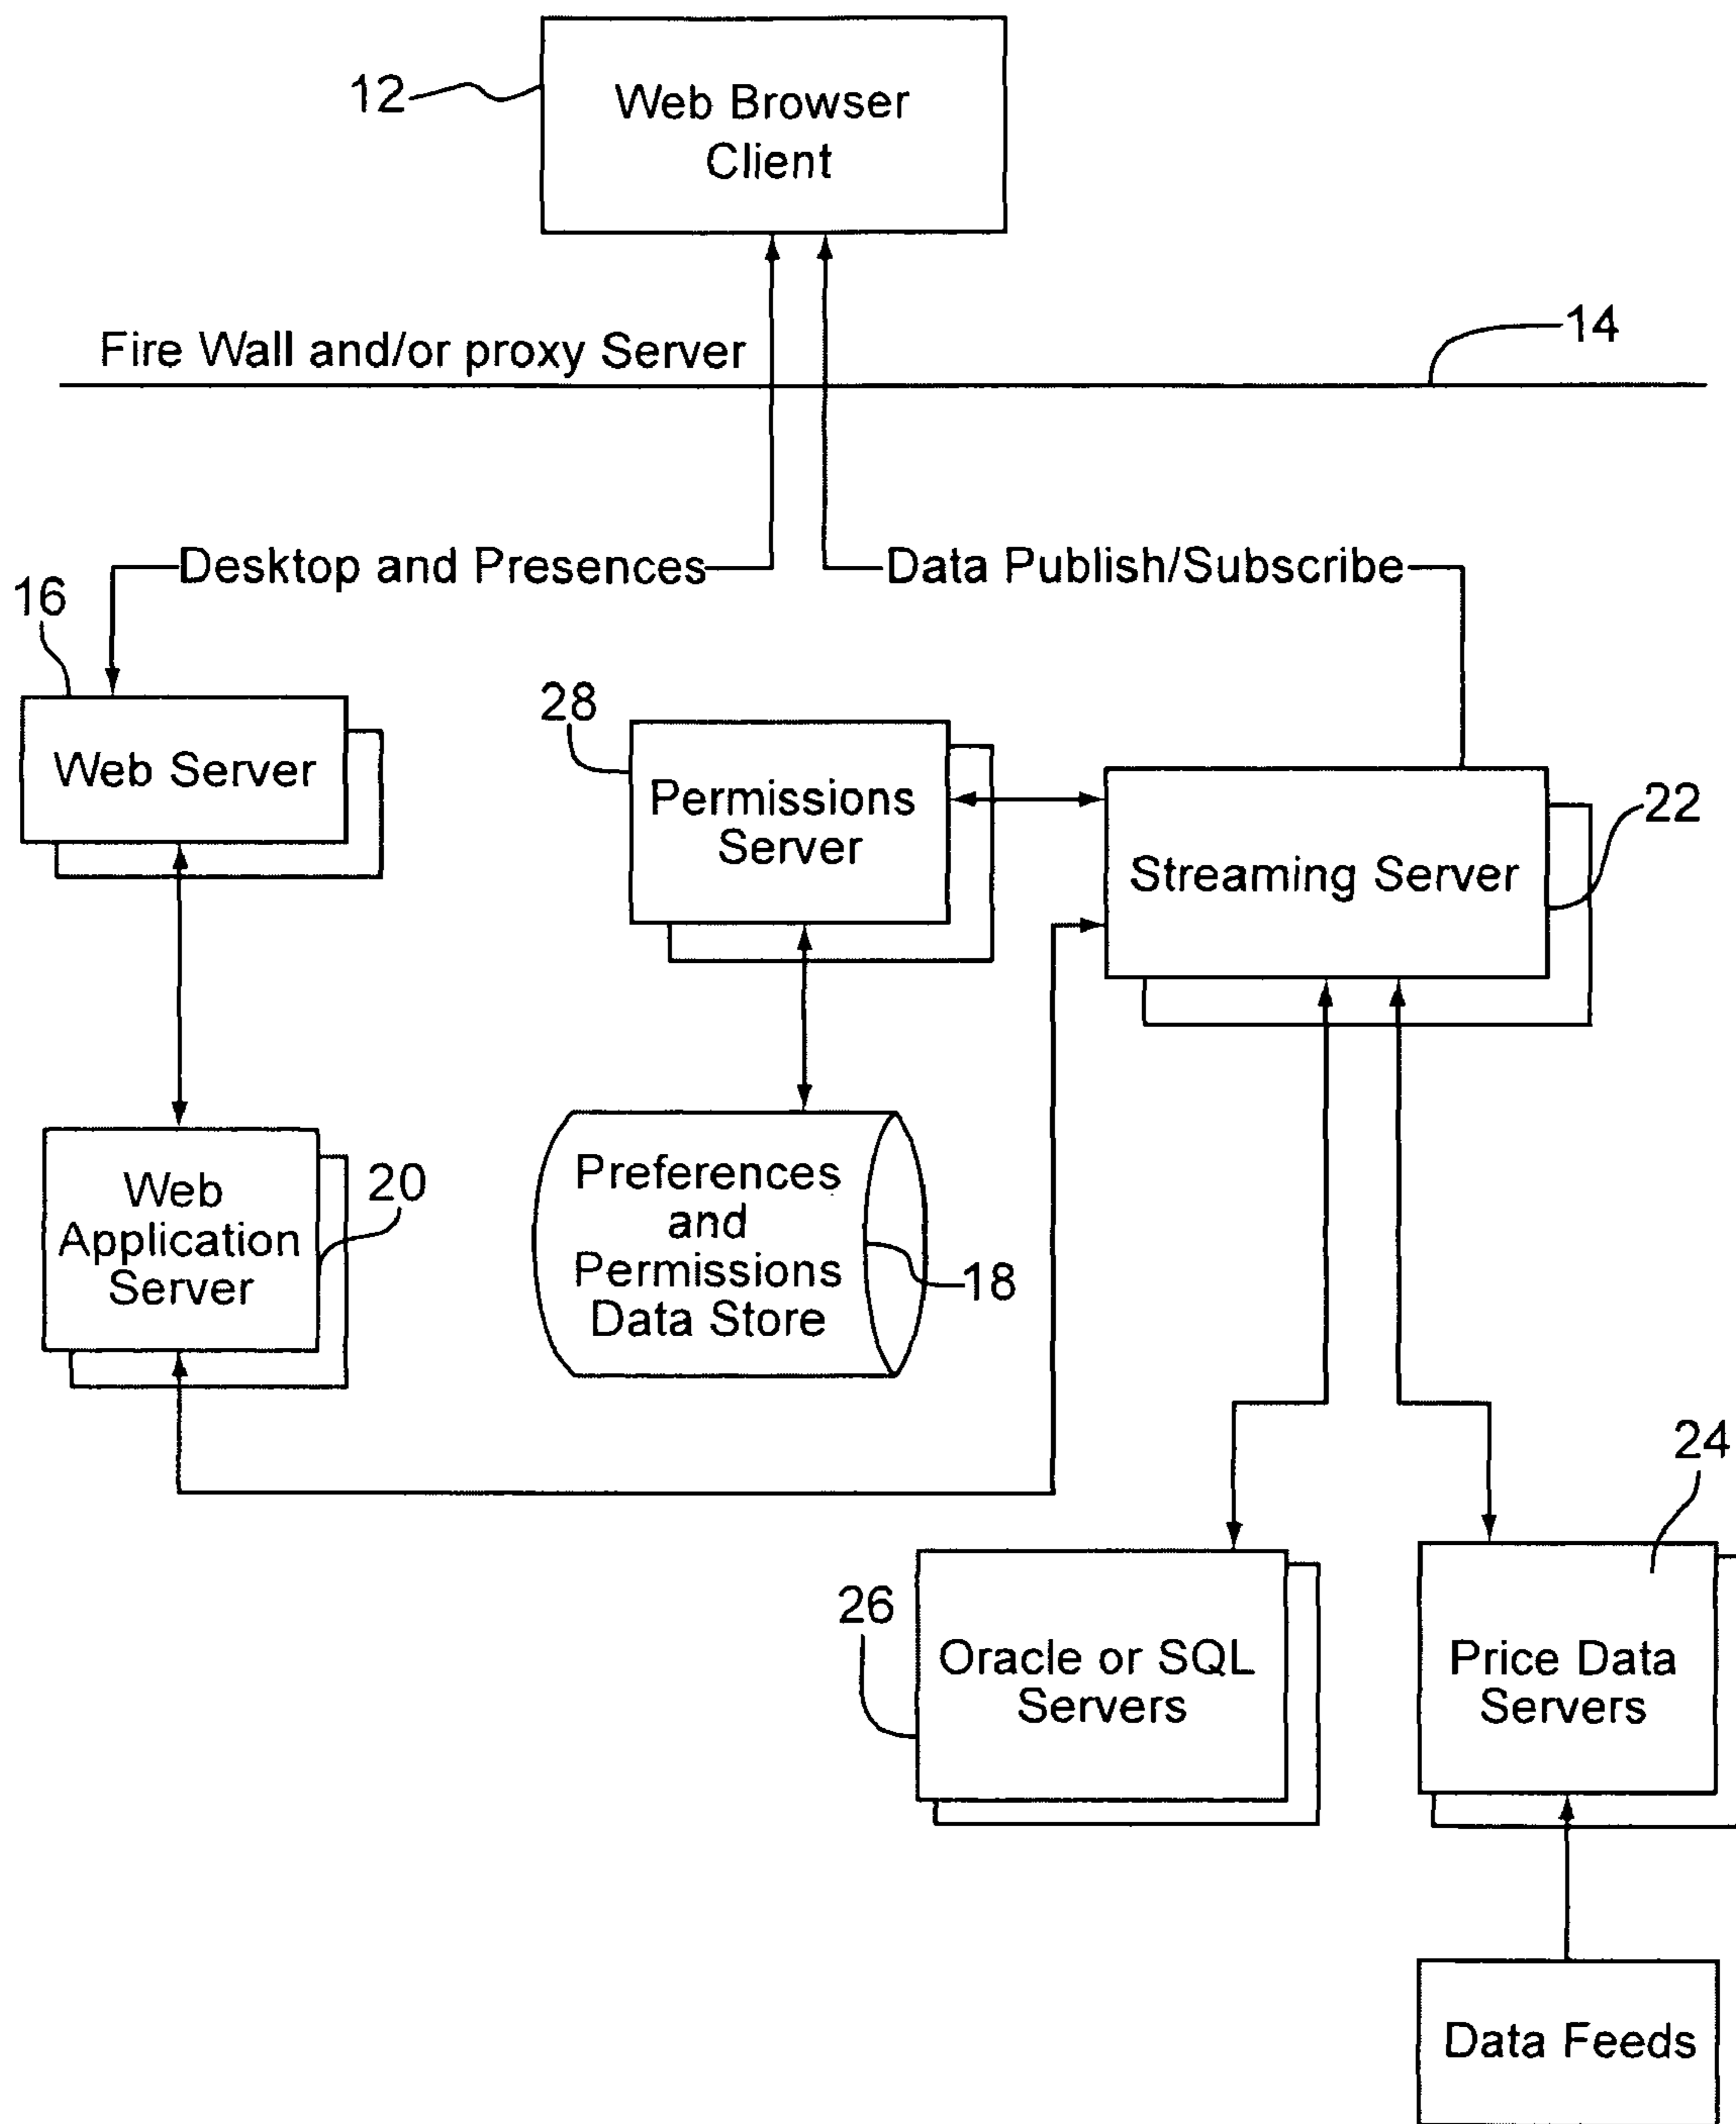 12
Web Browser
Client
Fire Wall and/or proxy Server
14
Desktop and Presences
Data Publish/Subscribe
16
Web Server
28
Permissions
Server
Streaming Server
22
Web
Application
Server
20
Preferences
and
Permissions
Data Store
18
26
Oracle or SQL
Servers
24
Price Data
Servers
Data Feeds